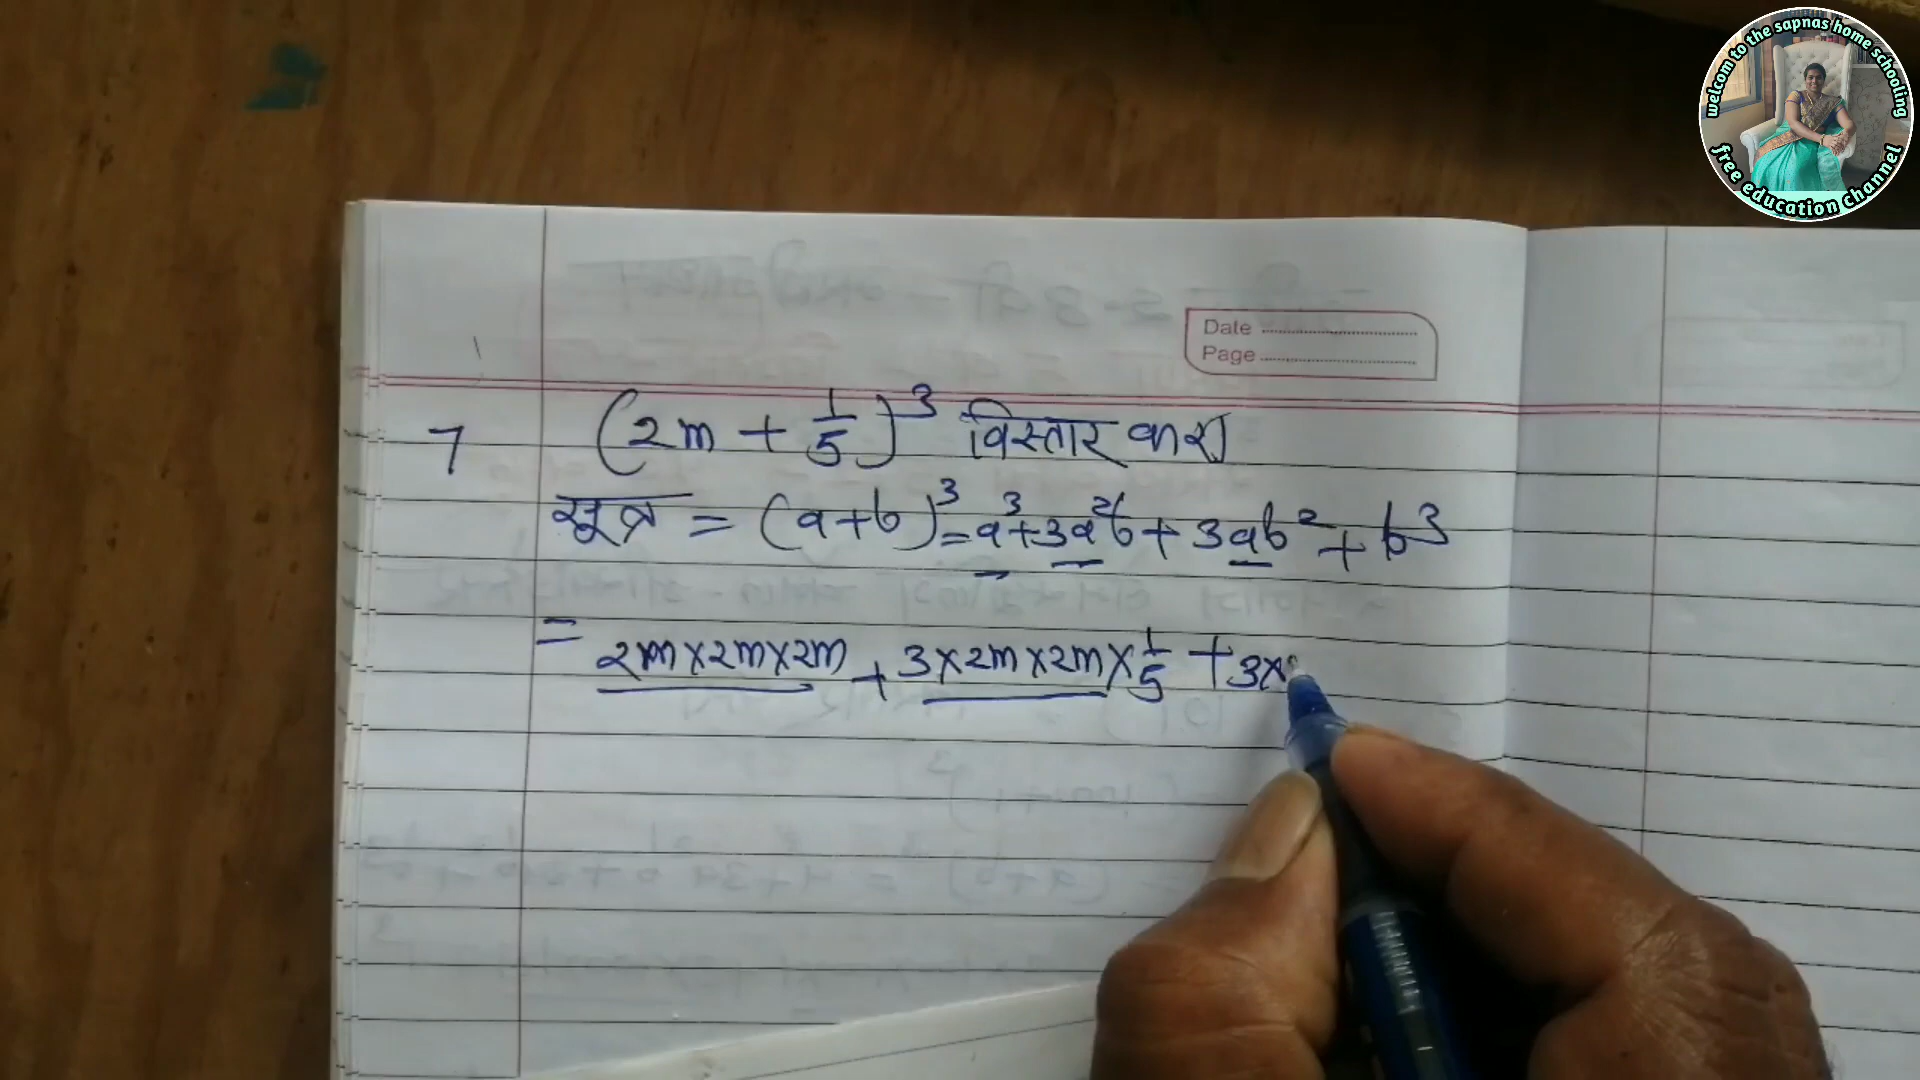 welcom to the sapnas home schooling
free education channel
Date
Page
7 (2m + 1/5)³ विस्तार करा
सूत्र = (a+b)³ = a³+3a²b + 3ab² + b³
= 2m×2m×2m + 3×2m×2m×1/5 + 3×